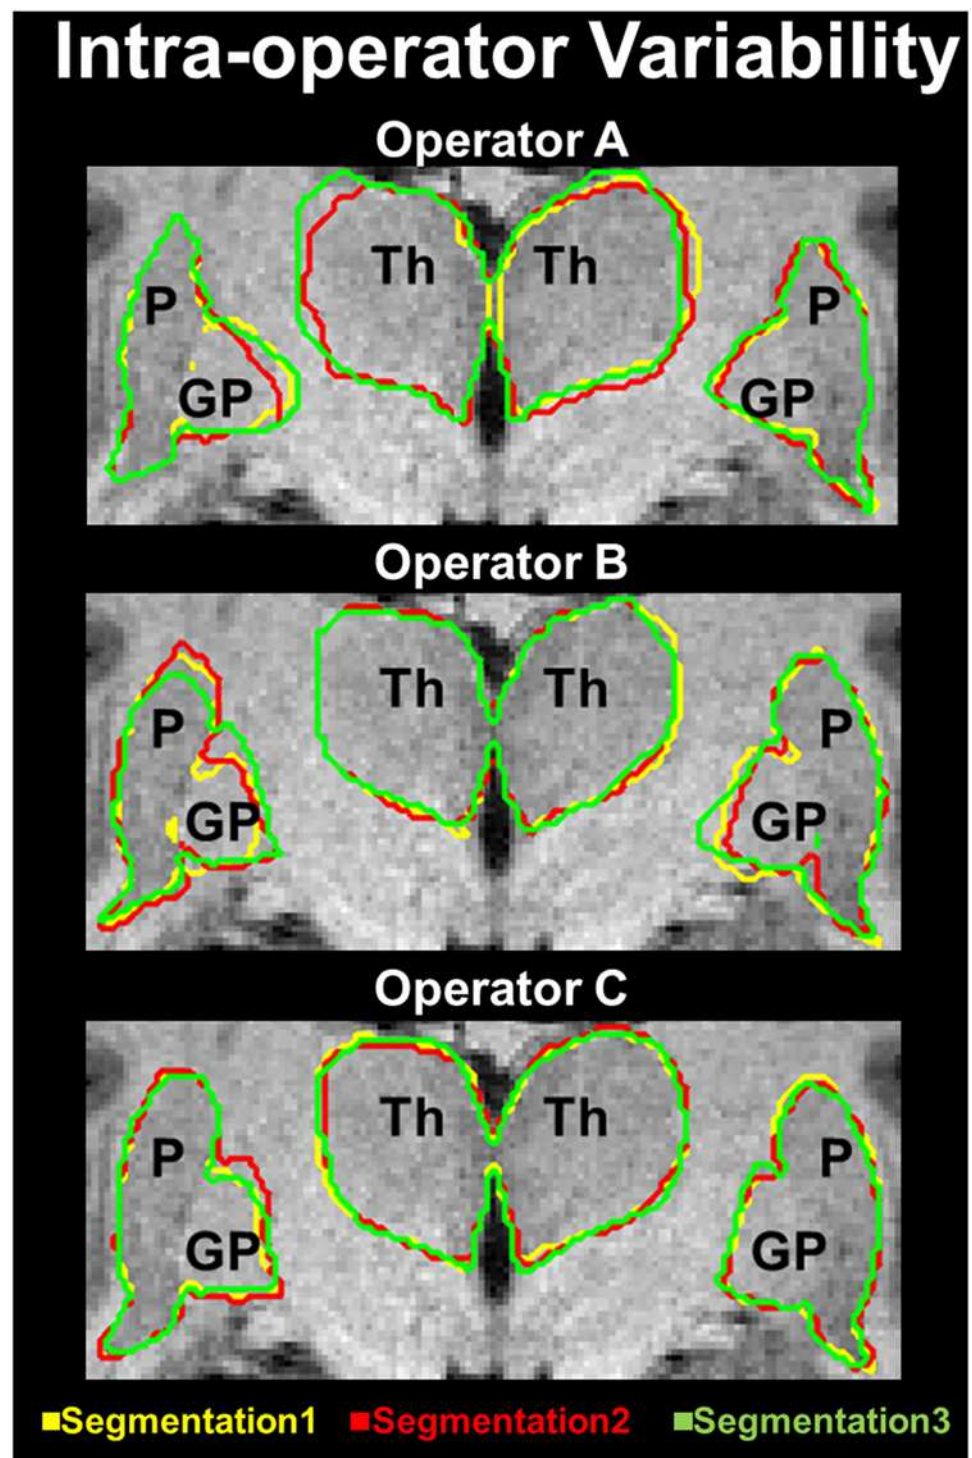 Intra-operator Variability
Operator A
Th Th
P P
GP GP
Operator B
Th Th
P P
GP GP
Operator C
Th Th
P P
GP GP
Segmentation1 Segmentation2 Segmentation3